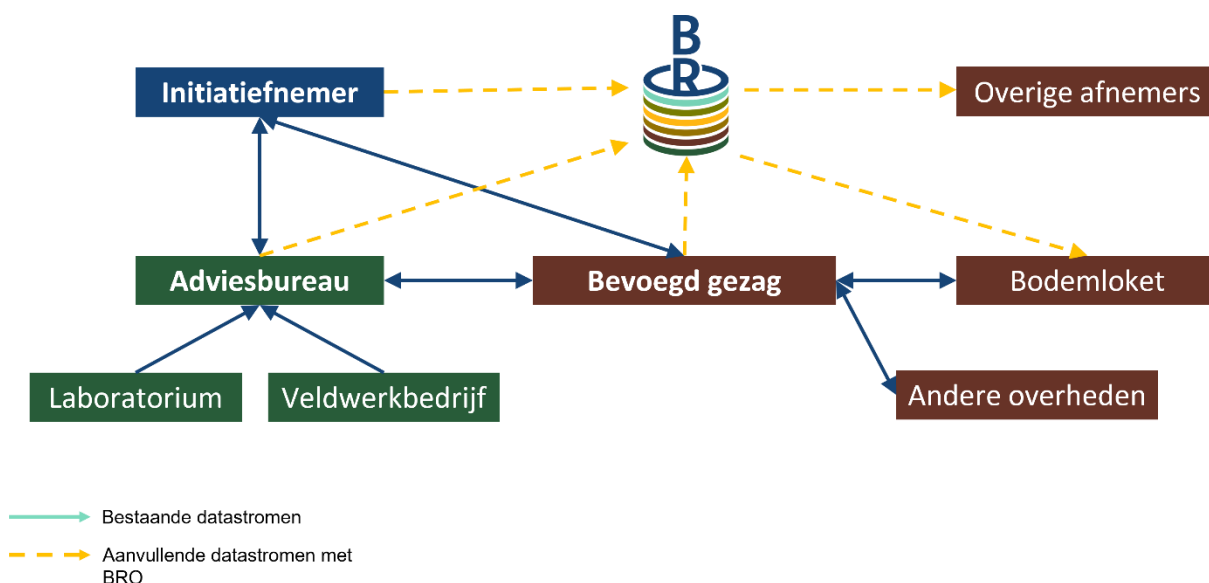 B
R
Initiatiefnemer
Overige afnemers
Adviesbureau
Bevoegd gezag
Bodemloket
Laboratorium
Veldwerkbedrijf
Andere overheden
Bestaande datastromen
Aanvullende datastromen met
BRO